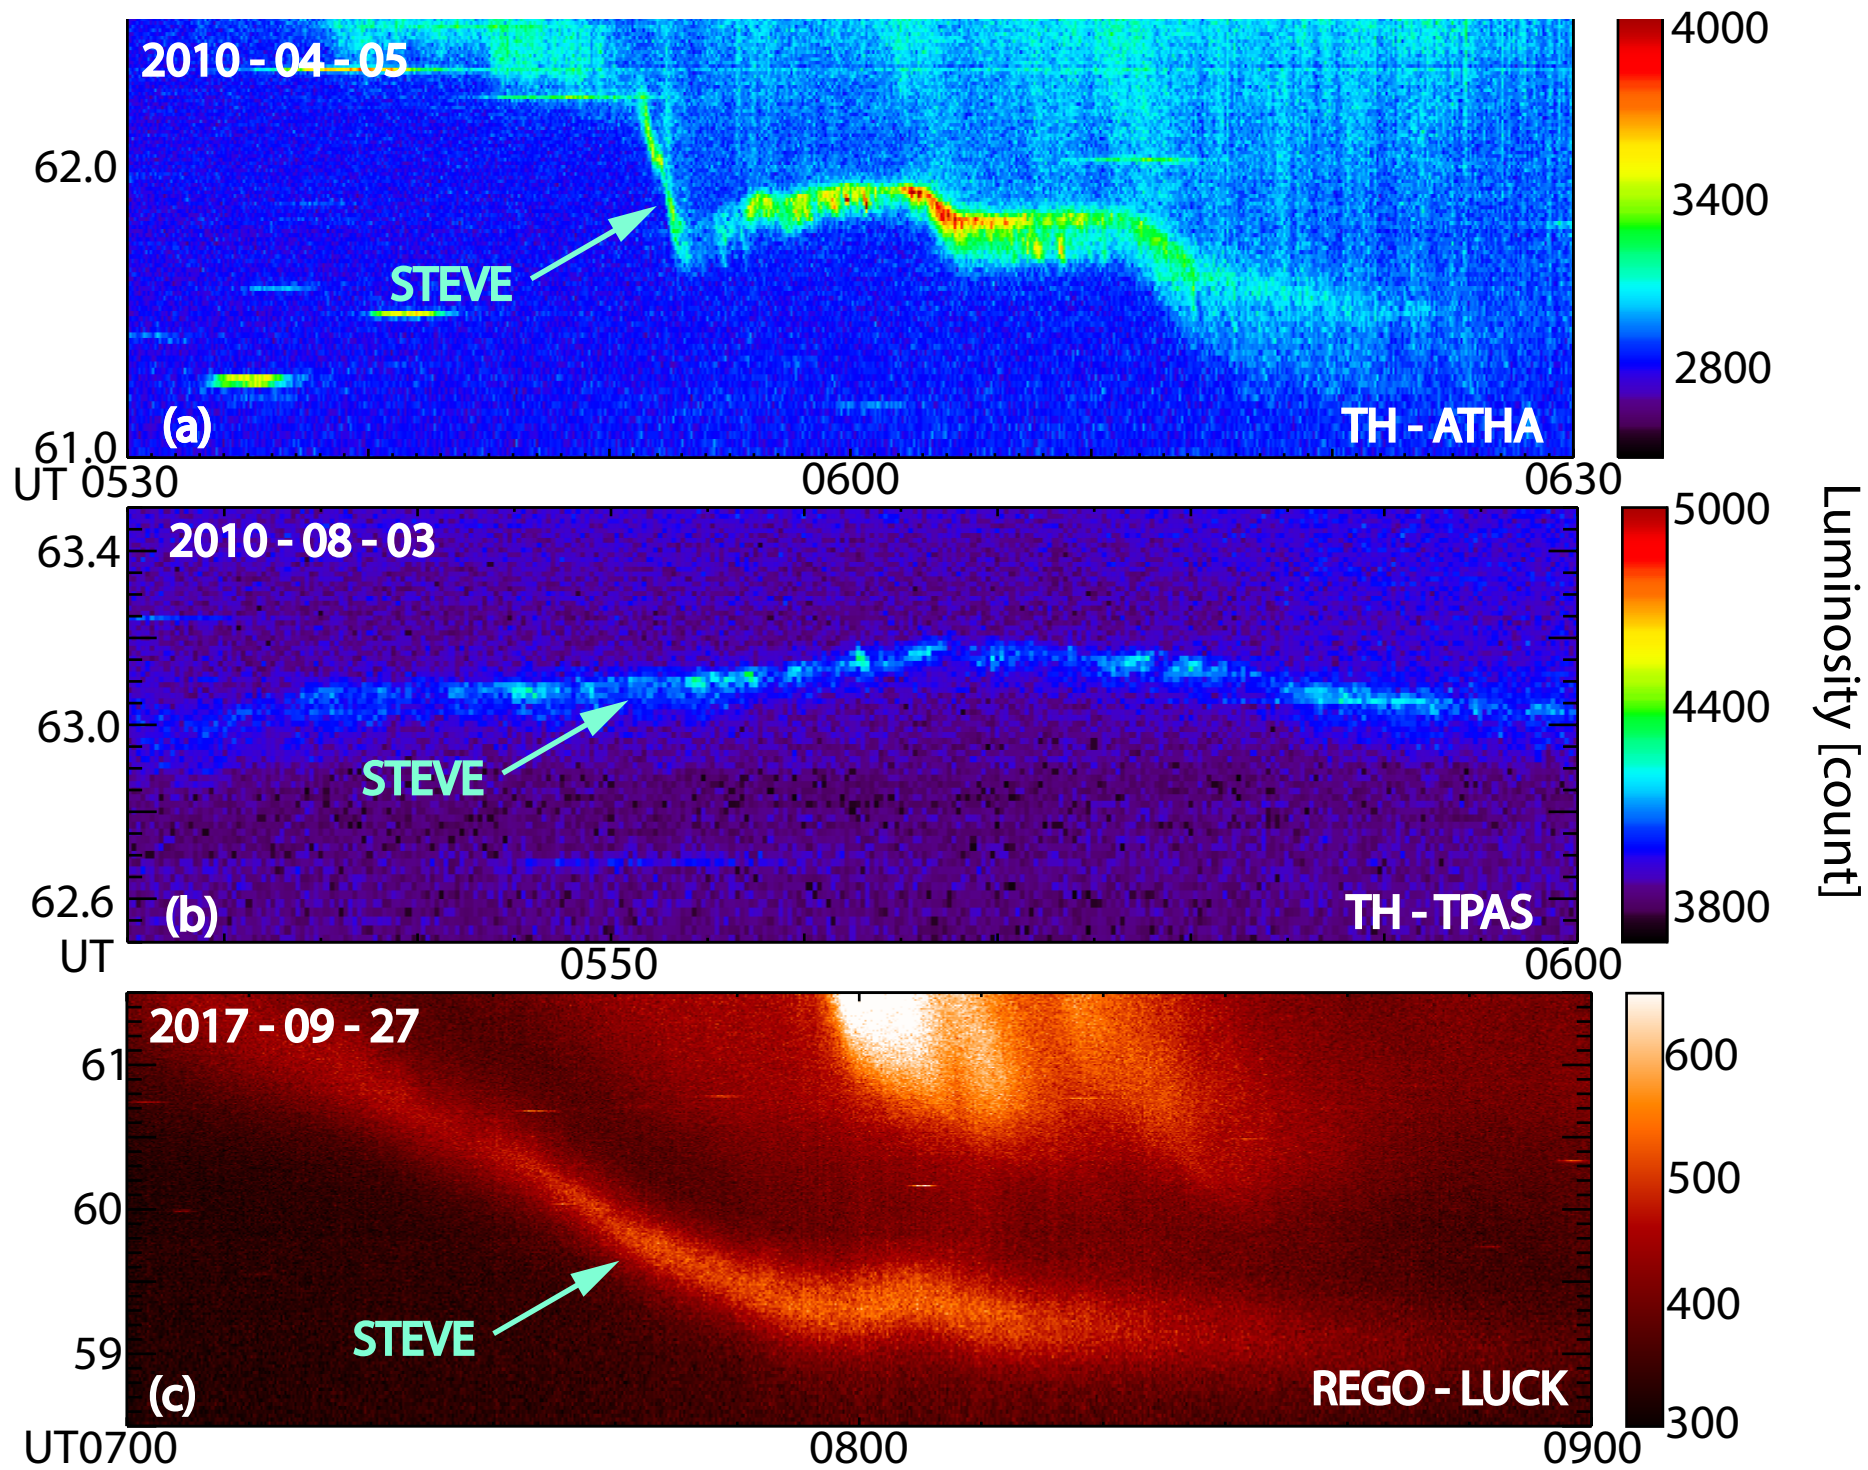 2010 - 04 - 05
4000
62.0
3400
STEVE
2800
(a)
TH - ATHA
61.0
UT 0530
0600
0630
Luminosity [count]
2010 - 08 - 03
5000
63.4
63.0
4400
STEVE
62.6
3800
(b)
TH - TPAS
UT
0550
0600
2017 - 09 - 27
61
600
60
500
59
400
STEVE
(c)
REGO - LUCK
300
UT0700
0800
0900